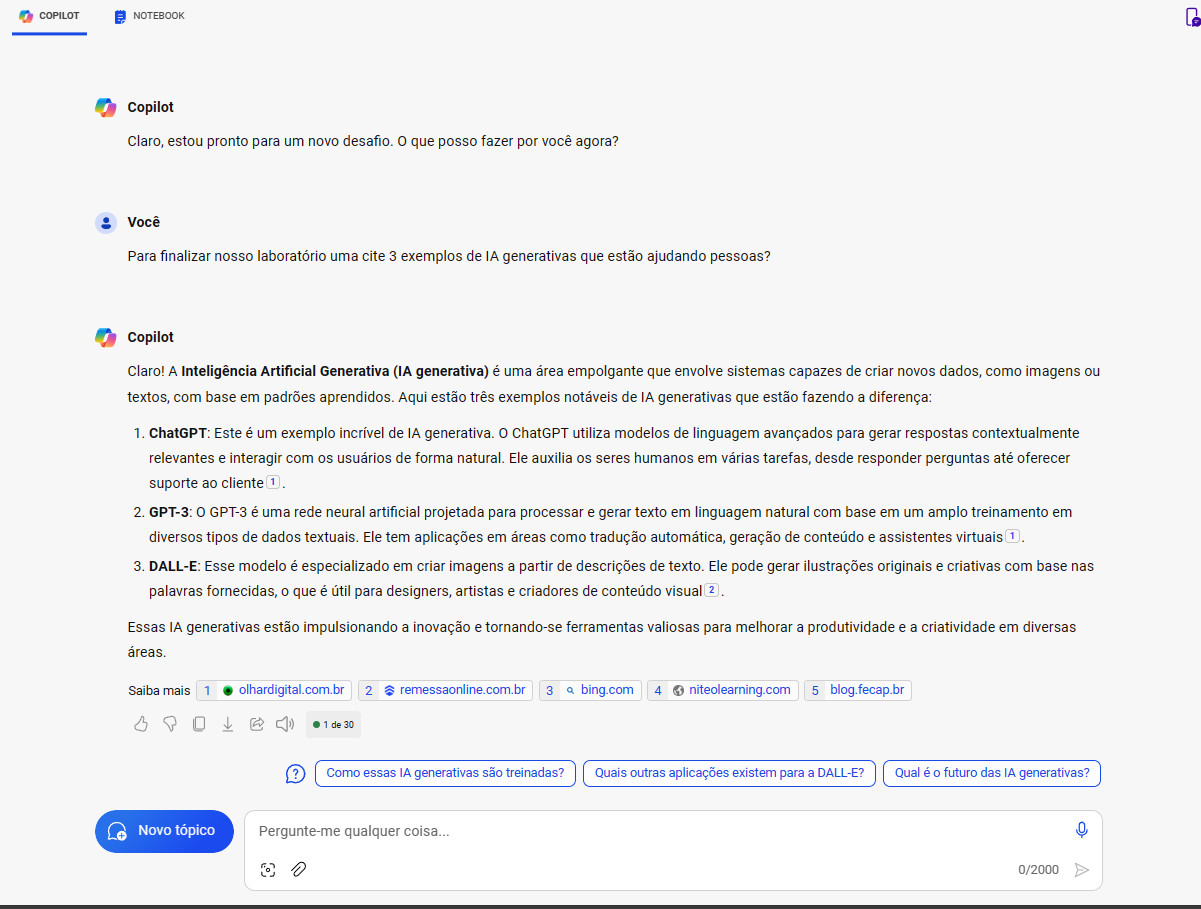 COPILOT NOTEBOOK
Copilot
Claro, estou pronto para um novo desafio. O que posso fazer por você agora?
Você
Para finalizar nosso laboratório uma cite 3 exemplos de IA generativas que estão ajudando pessoas?
Copilot
Claro! A Inteligência Artificial Generativa (IA generativa) é uma área empolgante que envolve sistemas capazes de criar novos dados, como imagens ou
textos, com base em padrões aprendidos. Aqui estão três exemplos notáveis de IA generativas que estão fazendo a diferença:
1. ChatGPT: Este é um exemplo incrível de IA generativa. O ChatGPT utiliza modelos de linguagem avançados para gerar respostas contextualmente
relevantes e interagir com os usuários de forma natural. Ele auxilia os seres humanos em várias tarefas, desde responder perguntas até oferecer
suporte ao cliente 1 .
2. GPT-3: O GPT-3 é uma rede neural artificial projetada para processar e gerar texto em linguagem natural com base em um amplo treinamento em
diversos tipos de dados textuais. Ele tem aplicações em áreas como tradução automática, geração de conteúdo e assistentes virtuais 1 .
3. DALL-E: Esse modelo é especializado em criar imagens a partir de descrições de texto. Ele pode gerar ilustrações originais e criativas com base nas
palavras fornecidas, o que é útil para designers, artistas e criadores de conteúdo visual 2 .
Essas IA generativas estão impulsionando a inovação e tornando-se ferramentas valiosas para melhorar a produtividade e a criatividade em diversas
áreas.
Saiba mais 1 olhardigital.com.br 2 remessaonline.com.br 3 bing.com 4 niteolearning.com 5 blog.fecap.br
1 de 30
Como essas IA generativas são treinadas? Quais outras aplicações existem para a DALL-E? Qual é o futuro das IA generativas?
Novo tópico
Pergunte-me qualquer coisa...
0/2000